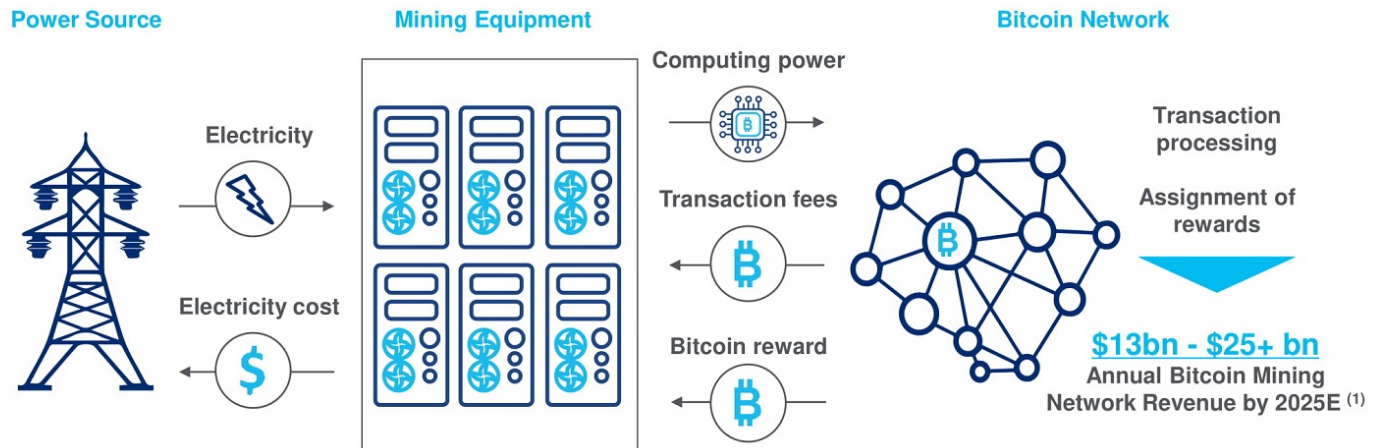 Power Source
Mining Equipment
Bitcoin Network
Electricity
Electricity cost
$
Computing power
Transaction fees
Bitcoin reward
Transaction
processing
Assignment of
rewards
$13bn - $25+ bn
Annual Bitcoin Mining
Network Revenue by 2025E (1)